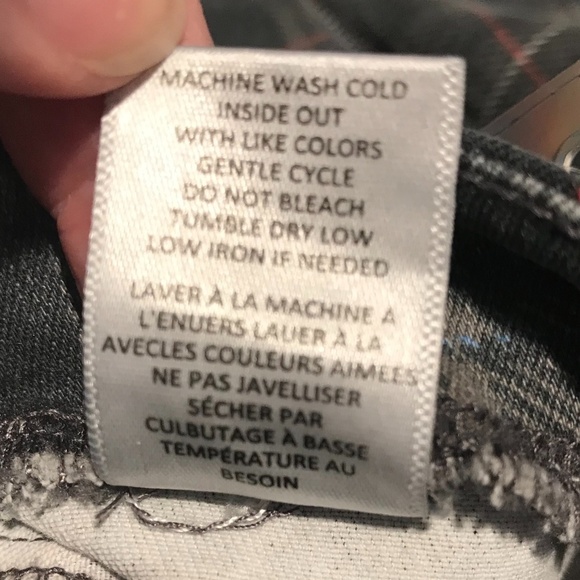 MACHINE WASH COLD
INSIDE OUT
WITH LIKE COLORS
GENTLE CYCLE
DO NOT BLEACH
TUMBLE DRY LOW
LOW IRON IF NEEDED
LAVER À LA MACHINE A
L'ENUERS LAUER À LA
AVECLES COULEURS AIMEES
NE PAS JAVELLISER
SÉCHER PAR
CULBUTAGE À BASSE
TEMPÉRATURE AU
BESOIN